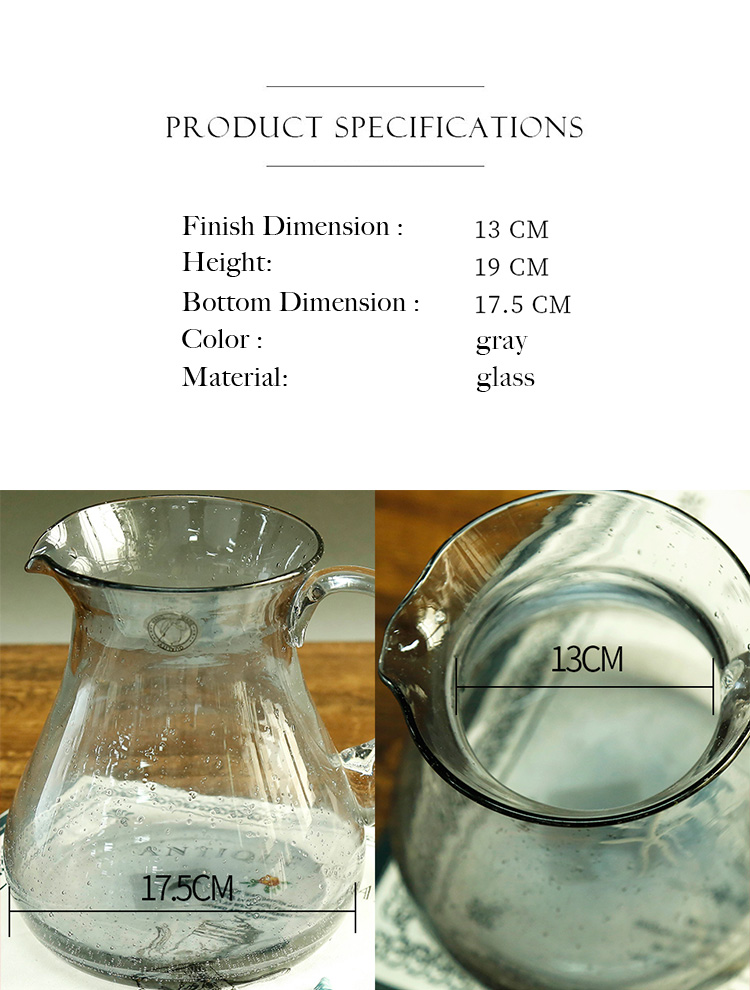 PRODUCT SPECIFICATIONS
Finish Dimension : 13 CM
Height: 19 CM
Bottom Dimension : 17.5 CM
Color : gray
Material: glass
13CM
ANTIQ
17.5CM